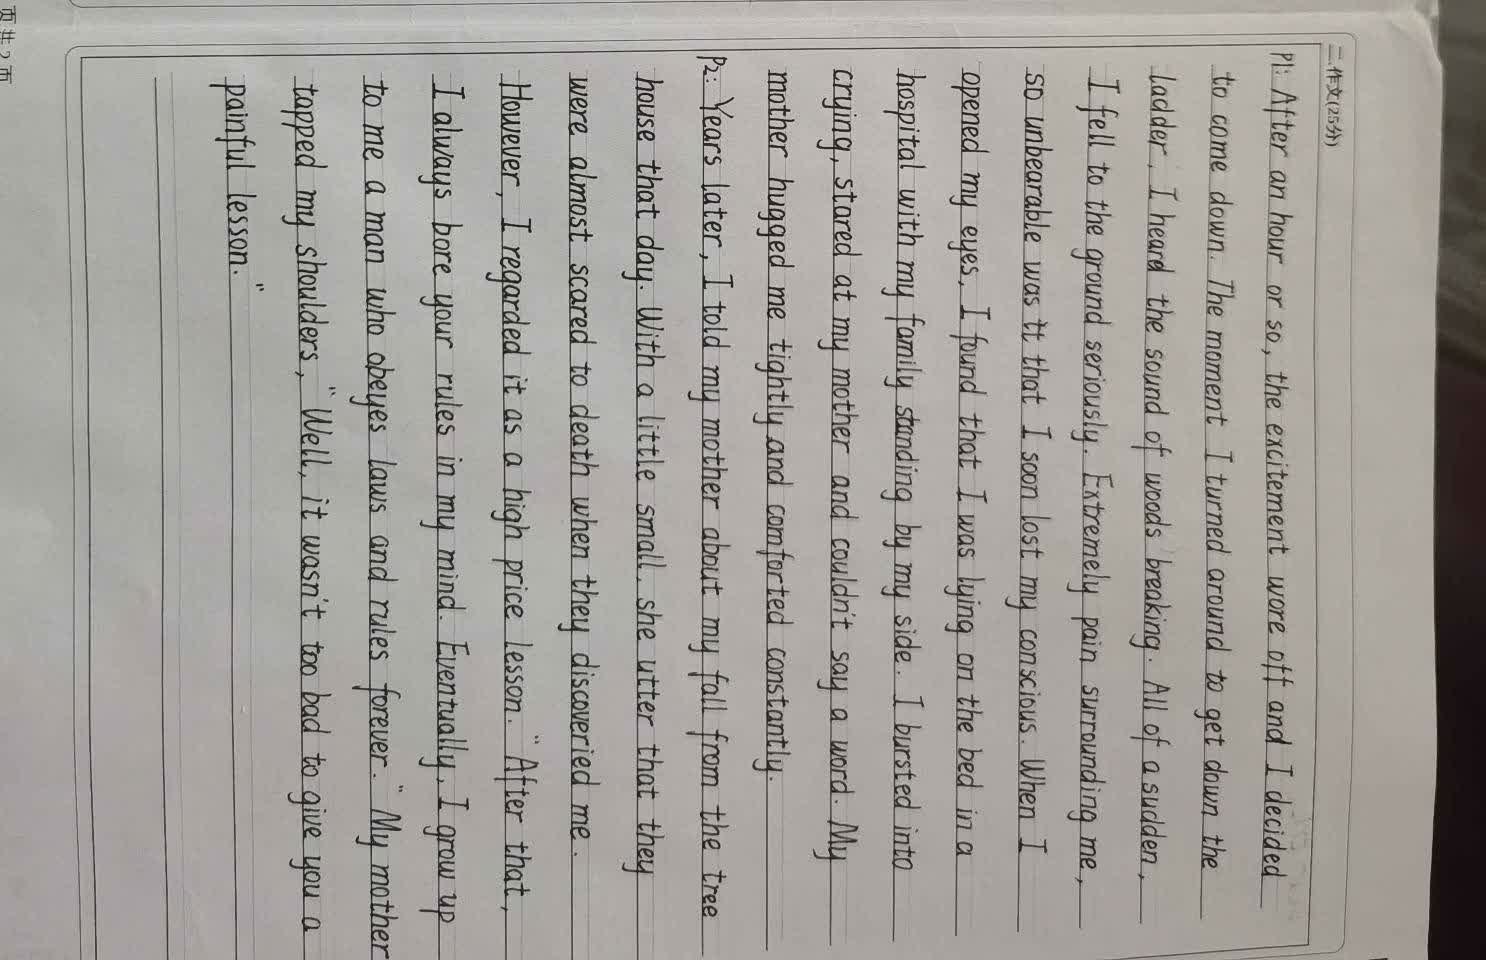 二.作文(25分)
P1: After an hour or so, the excitement wore off and I decided
to come down. The moment I turned around to get down the
ladder, I heard the sound of woods breaking. All of a sudden,
I fell to the ground seriously. Extremely pain surrounding me,
so unbearable was it that I soon lost my conscious. When I
opened my eyes, I found that I was lying on the bed in a
hospital with my family standing by my side. I bursted into
crying, stared at my mother and couldn't say a word. My
mother hugged me tightly and comforted constantly.
P2: Years later, I told my mother about my fall from the tree
house that day. With a little small, she utter that they
were almost scared to death when they discoveried me.
However, I regarded it as a high price lesson. "After that,
I always bore your rules in my mind. Eventually, I grow up
to me a man who obeyes laws and rules forever." My mother
tapped my shoulders, "Well, it wasn't too bad to give you a
painful lesson."
页共2页